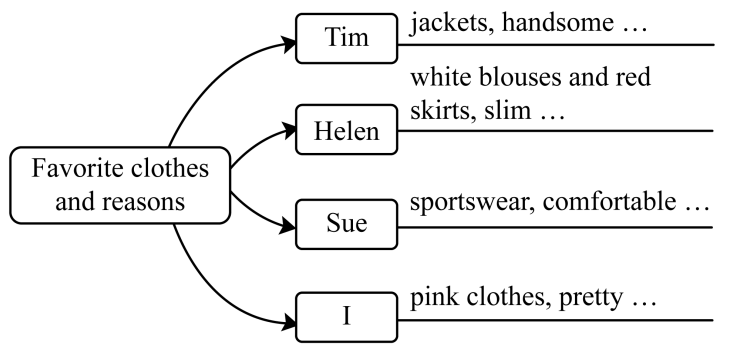 Favorite clothes
and reasons
Tim
jackets, handsome …
Helen
white blouses and red
skirts, slim …
Sue
sportswear, comfortable …
I
pink clothes, pretty …